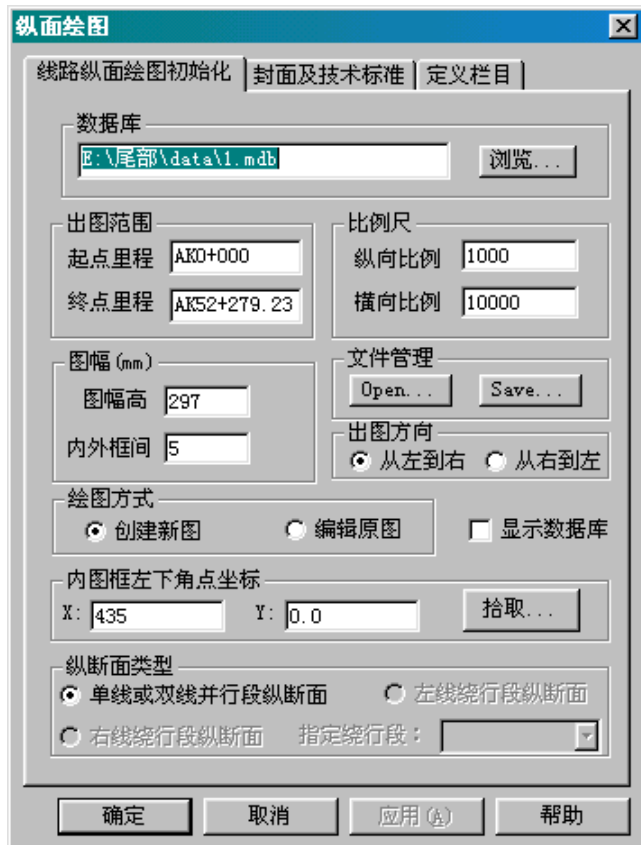 纵面绘图
线路纵面绘图初始化 封面及技术标准 定义栏目
数据库
E:\尾部\data\1.mdb 浏览...
出图范围 比例尺
起点里程 AK0+000 纵向比例 1000
终点里程 AK52+279.23 横向比例 10000
图幅(mm) 文件管理
图幅高 297 Open... Save...
内外框间 5 出图方向
从左到右 从右到左
绘图方式
创建新图 编辑原图 显示数据库
内图框左下角点坐标
X: 435 Y: 0.0 拾取...
纵断面类型
单线或双线并行段纵断面 左线绕行段纵断面
右线绕行段纵断面 指定绕行段:
确定 取消 应用(A) 帮助